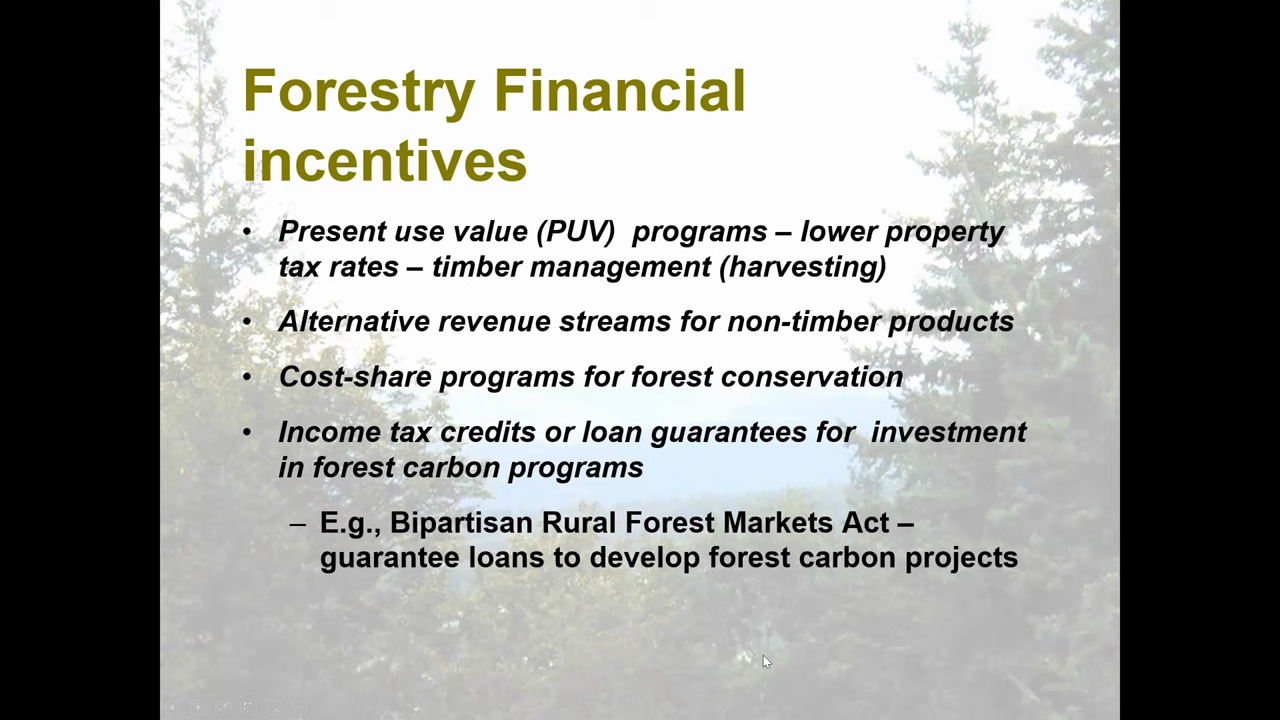 Forestry Financial
incentives
• Present use value (PUV)  programs – lower property
tax rates – timber management (harvesting)
• Alternative revenue streams for non-timber products
• Cost-share programs for forest conservation
• Income tax credits or loan guarantees for  investment
in forest carbon programs
– E.g., Bipartisan Rural Forest Markets Act –
guarantee loans to develop forest carbon projects